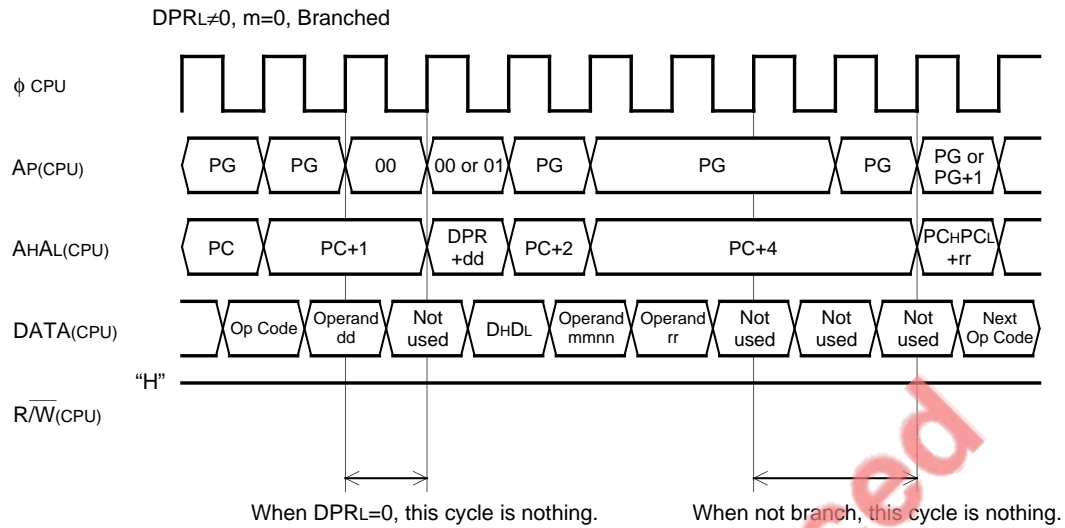 DPRL≠0, m=0, Branched
ϕ CPU
AP(CPU) PG PG 00 00 or 01 PG PG PG PG or PG+1
AHAL(CPU) PC PC+1 DPR +dd PC+2 PC+4 PCHPCL +rr
DATA(CPU) Op Code Operand dd Not used DHDL Operand mmnn Operand rr Not used Not used Not used Next Op Code
“H”
R/W(CPU)
When DPRL=0, this cycle is nothing. When not branch, this cycle is nothing.